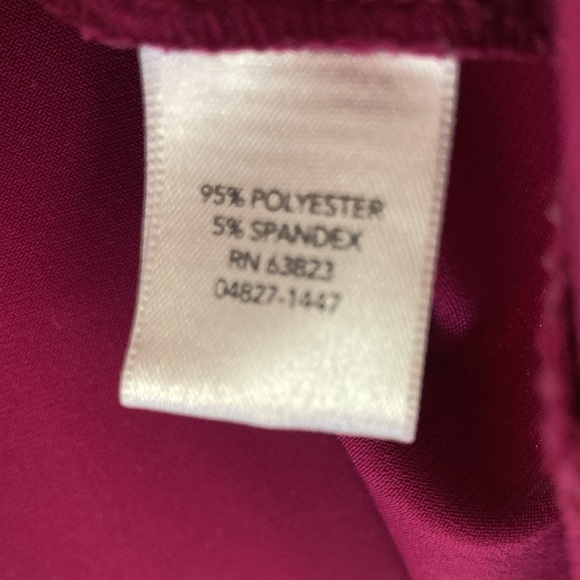 95% POLYESTER
5% SPANDEX
RN 63823
04827-1447